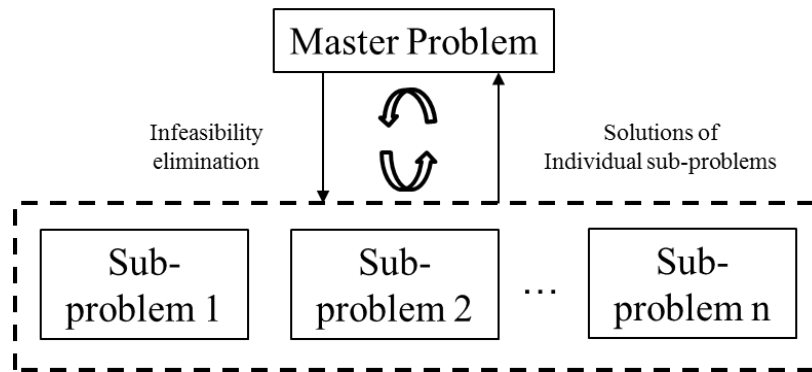 Master Problem
Infeasibility
elimination
Solutions of
Individual sub-problems
Sub-
problem 1
Sub-
problem 2
...
Sub-
problem n